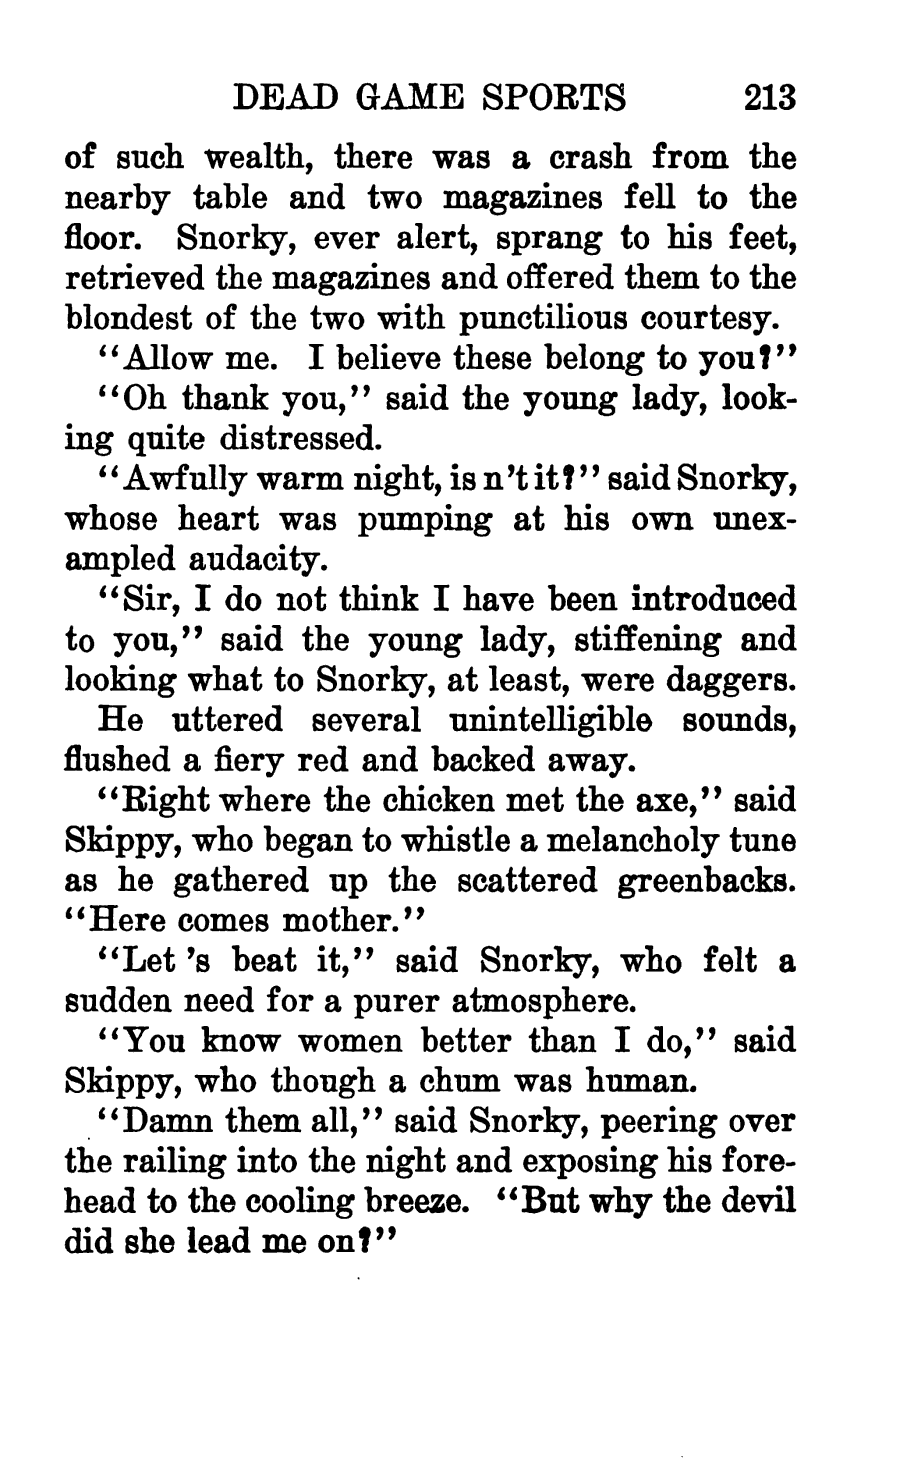 DEAD GAME SPORTS 213
of such wealth, there was a crash from the
nearby table and two magazines fell to the
floor. Snorky, ever alert, sprang to his feet,
retrieved the magazines and offered them to the
blondest of the two with punctilious courtesy.
"Allow me. I believe these belong to you?"
"Oh thank you," said the young lady, look-
ing quite distressed.
"Awfully warm night, is n't it?" said Snorky,
whose heart was pumping at his own unex-
ampled audacity.
"Sir, I do not think I have been introduced
to you," said the young lady, stiffening and
looking what to Snorky, at least, were daggers.
He uttered several unintelligible sounds,
flushed a fiery red and backed away.
"Right where the chicken met the axe," said
Skippy, who began to whistle a melancholy tune
as he gathered up the scattered greenbacks.
"Here comes mother."
"Let 's beat it," said Snorky, who felt a
sudden need for a purer atmosphere.
"You know women better than I do," said
Skippy, who though a chum was human.
"Damn them all," said Snorky, peering over
the railing into the night and exposing his fore-
head to the cooling breeze. "But why the devil
did she lead me on?"